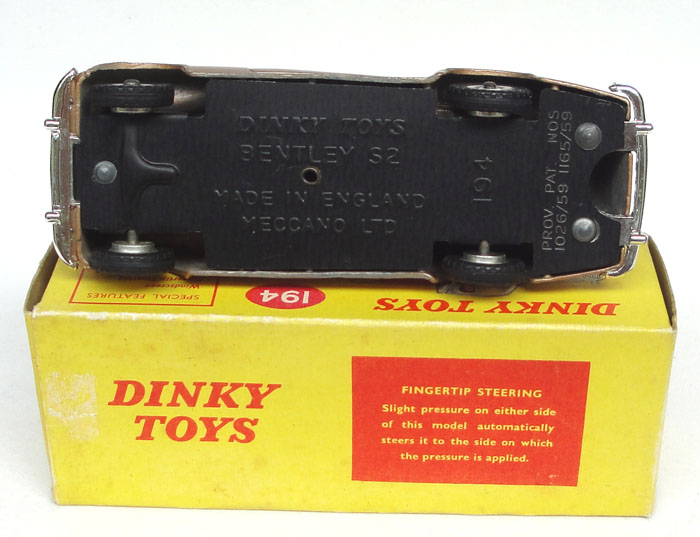 DINKY TOYS
BENTLEY S2
MADE IN ENGLAND
MECCANO LTD
194
PROV. PAT. NOS
1026/59 1165/59
SPECIAL FEATURES
Windscreen
194
DINKY TOYS
DINKY
TOYS
FINGERTIP STEERING
Slight pressure on either side
of this model automatically
steers it to the side on which
the pressure is applied.